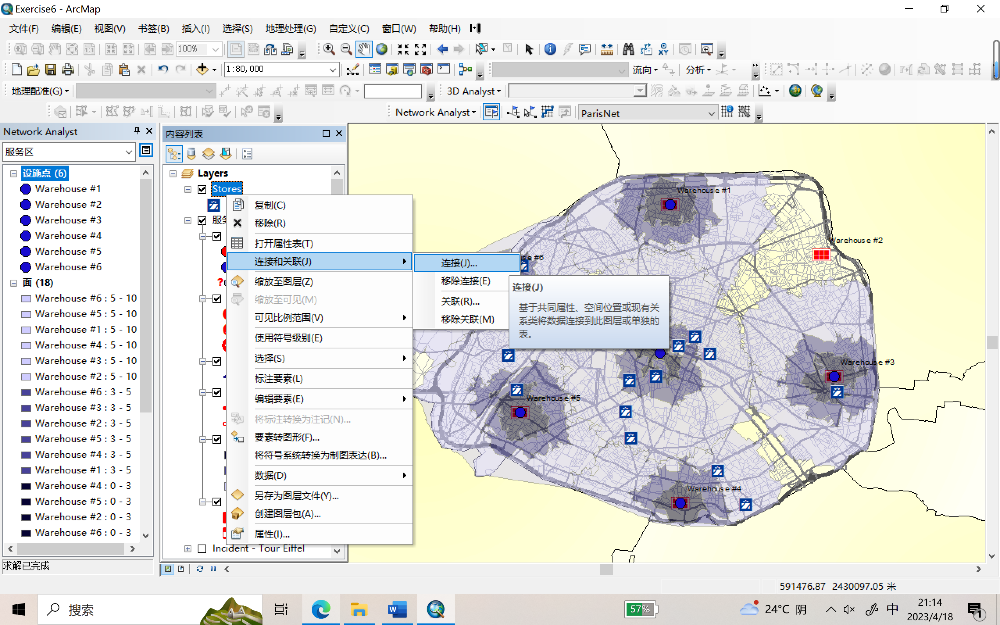 Exercise6 - ArcMap
文件(F) 编辑(E) 视图(V) 书签(B) 插入(I) 选择(S) 地理处理(G) 自定义(C) 窗口(W) 帮助(H)
100%
1:80,000 流向 分析
地理配准(G) 3D Analyst
Network Analyst ParisNet
Network Analyst
服务区
设施点 (6)
Warehouse #1
Warehouse #2
Warehouse #3
Warehouse #4
Warehouse #5
Warehouse #6
面 (18)
Warehouse #6 : 5 - 10
Warehouse #5 : 5 - 10
Warehouse #1 : 5 - 10
Warehouse #4 : 5 - 10
Warehouse #3 : 5 - 10
Warehouse #2 : 5 - 10
Warehouse #6 : 3 - 5
Warehouse #3 : 3 - 5
Warehouse #2 : 3 - 5
Warehouse #5 : 3 - 5
Warehouse #4 : 3 - 5
Warehouse #1 : 3 - 5
Warehouse #4 : 0 - 3
Warehouse #5 : 0 - 3
Warehouse #2 : 0 - 3
Warehouse #6 : 0 - 3
求解已完成
内容列表
Layers
Stores
服务
Incident - Tour Eiffel
复制(C)
移除(R)
打开属性表(T)
连接和关联(J)
缩放至图层(Z)
缩放至可见(M)
可见比例范围(V)
使用符号级别(E)
选择(S)
标注要素(L)
编辑要素(E)
将标注转换为注记(N)...
要素转图形(F)...
将符号系统转换为制图表达(B)...
数据(D)
另存为图层文件(Y)...
创建图层包(A)...
属性(I)...
连接(J)...
移除连接(E)
关联(R)...
移除关联(M)
连接(J)
基于共同属性、空间位置或现有关
系类将数据连接到此图层或单独的
表。
Warehouse #1
Warehouse #2
se #6
Warehouse #3
Warehouse #5
Warehouse #4
591476.87 2430097.05 米
搜索
57%
24°C 阴
中
21:14
2023/4/18
1